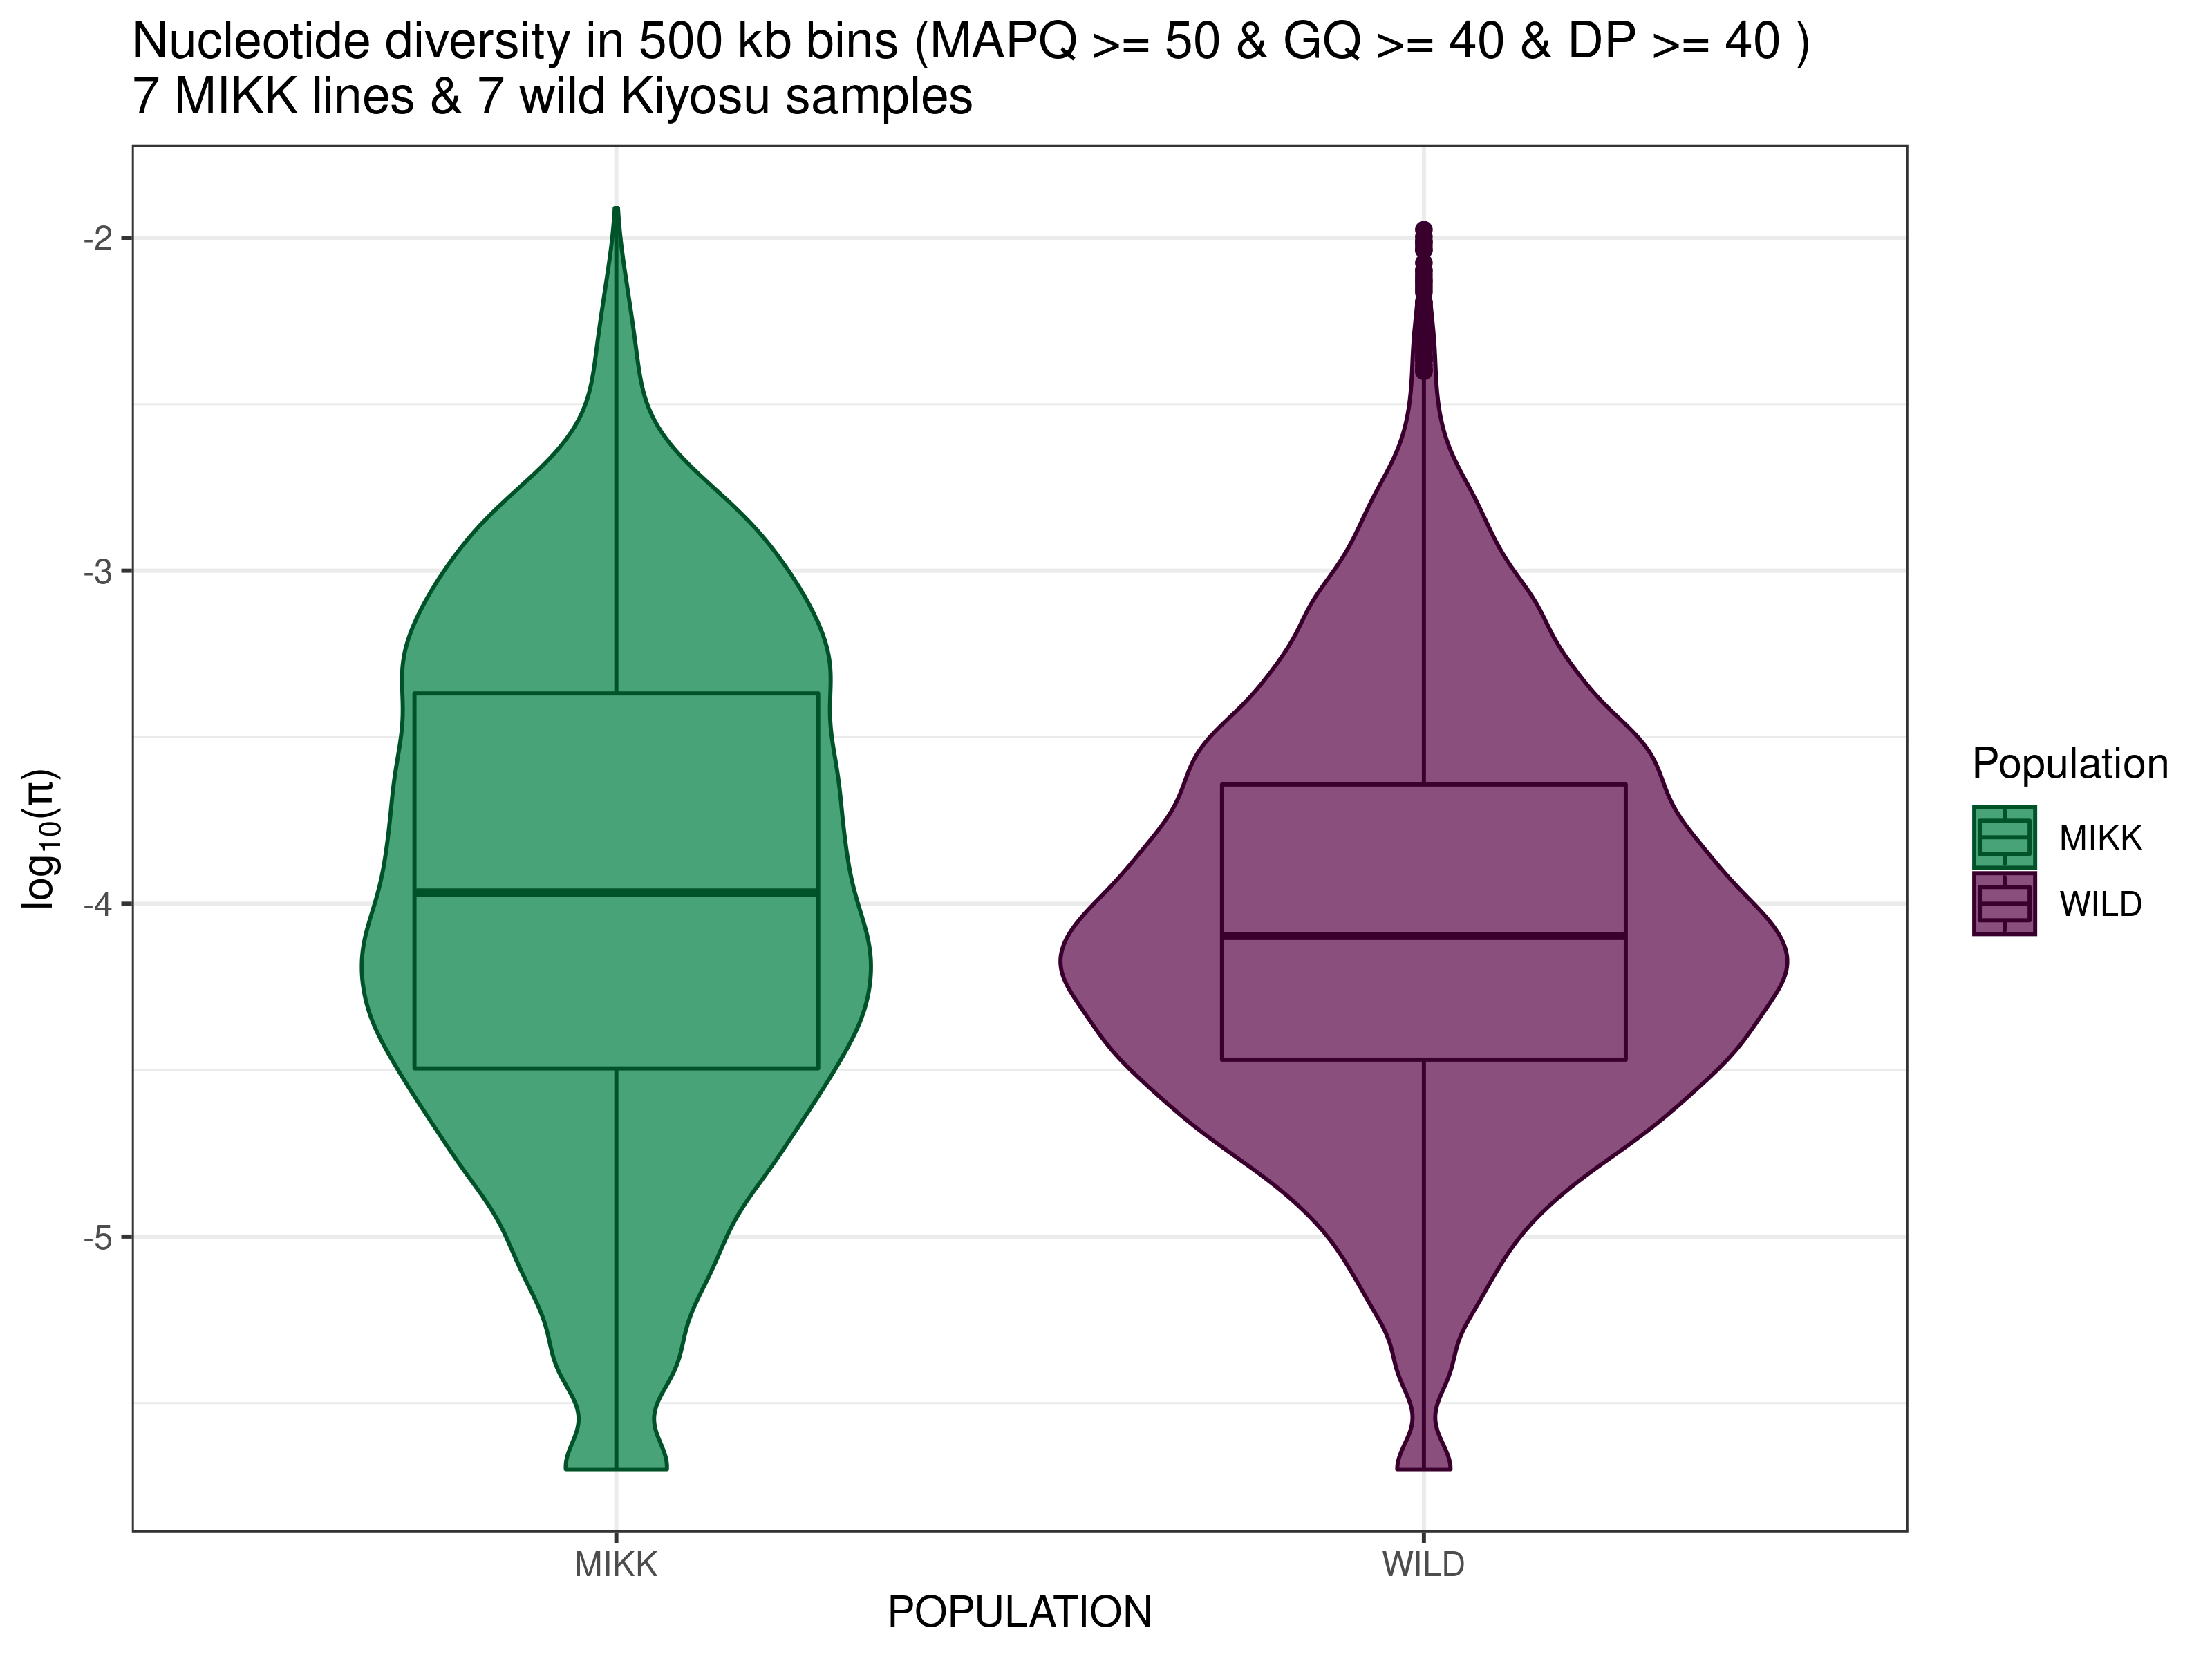 Nucleotide diversity in 500 kb bins (MAPQ >= 50 & GQ >= 40 & DP >= 40 )
7 MIKK lines & 7 wild Kiyosu samples
-2
-3
-4
-5
log₁₀(π)
MIKK
WILD
POPULATION
Population
MIKK
WILD